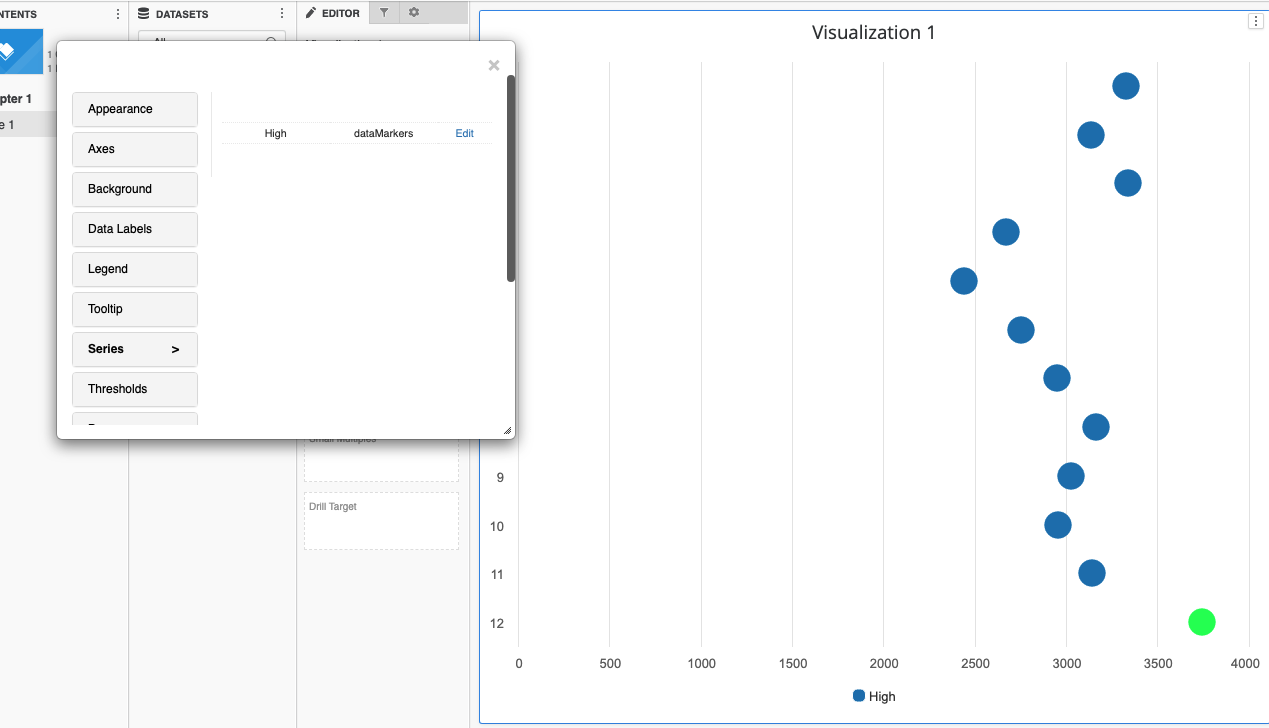 NTENTS
DATASETS
EDITOR
1
1
pter 1
e 1
×
Appearance
Axes
Background
Data Labels
Legend
Tooltip
Series >
Thresholds
High dataMarkers Edit
Small Multiples
Drill Target
Visualization 1
9
10
11
12
0 500 1000 1500 2000 2500 3000 3500 4000
High